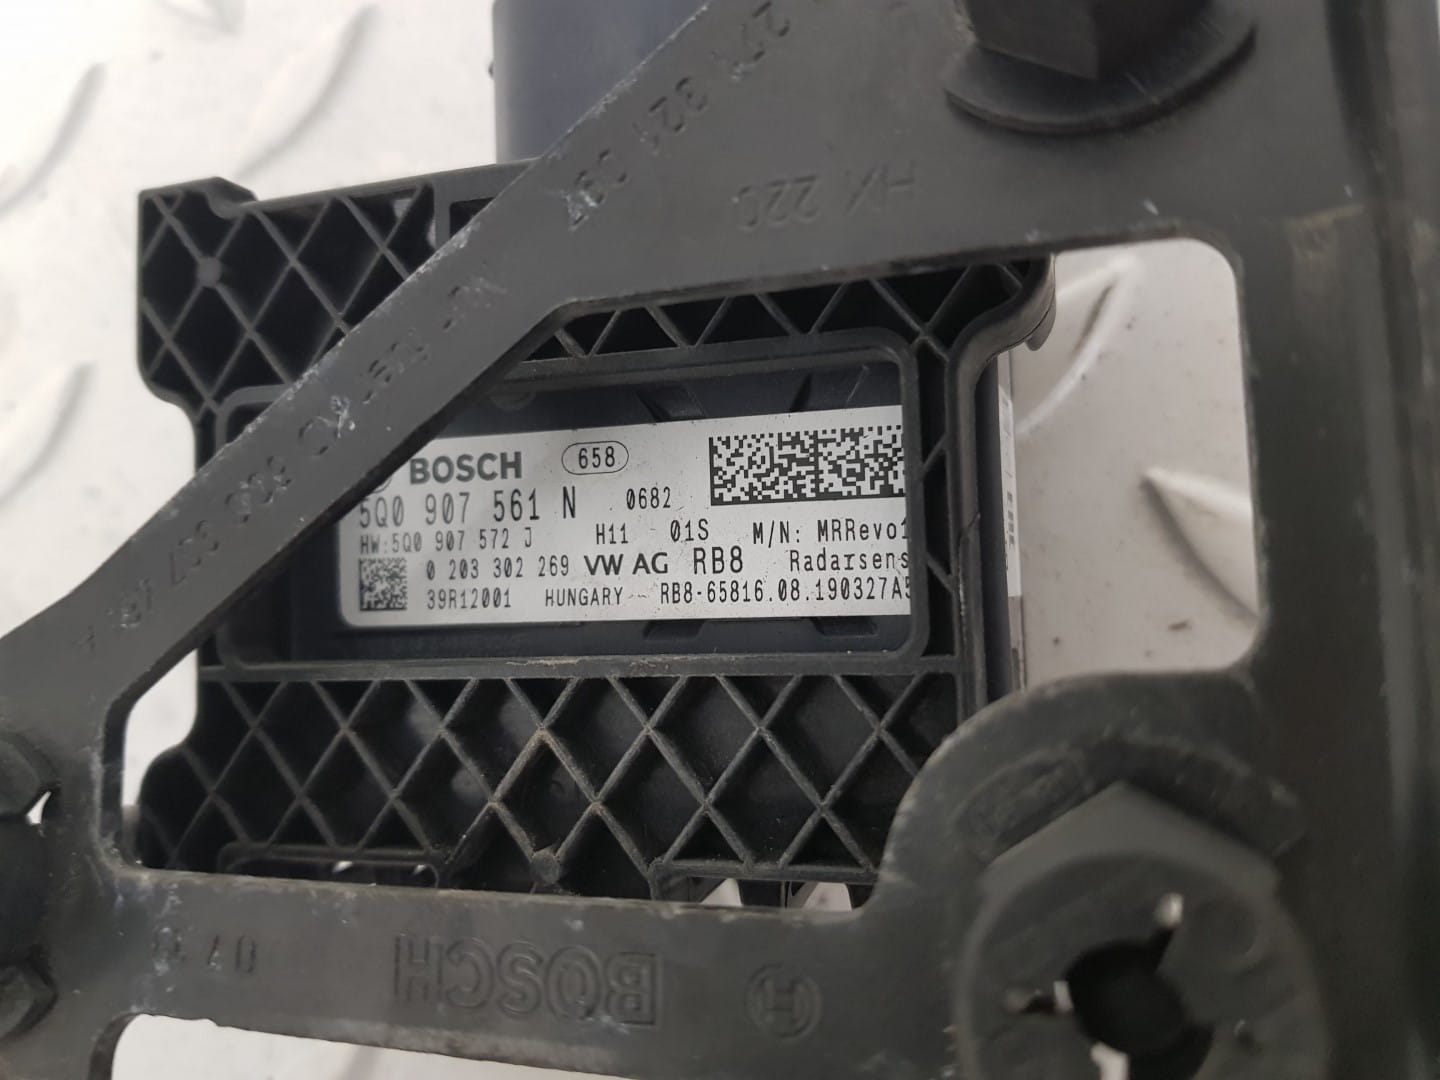 BOSCH 658
5Q0 907 561 N 0682
HW:5Q0 907 572 J H11 01S M/N: MRRevo1
0 203 302 269 VW AG RB8 Radarsens
39R12001 HUNGARY RB8-65816.08.190327A5
HX 220
BOSCH